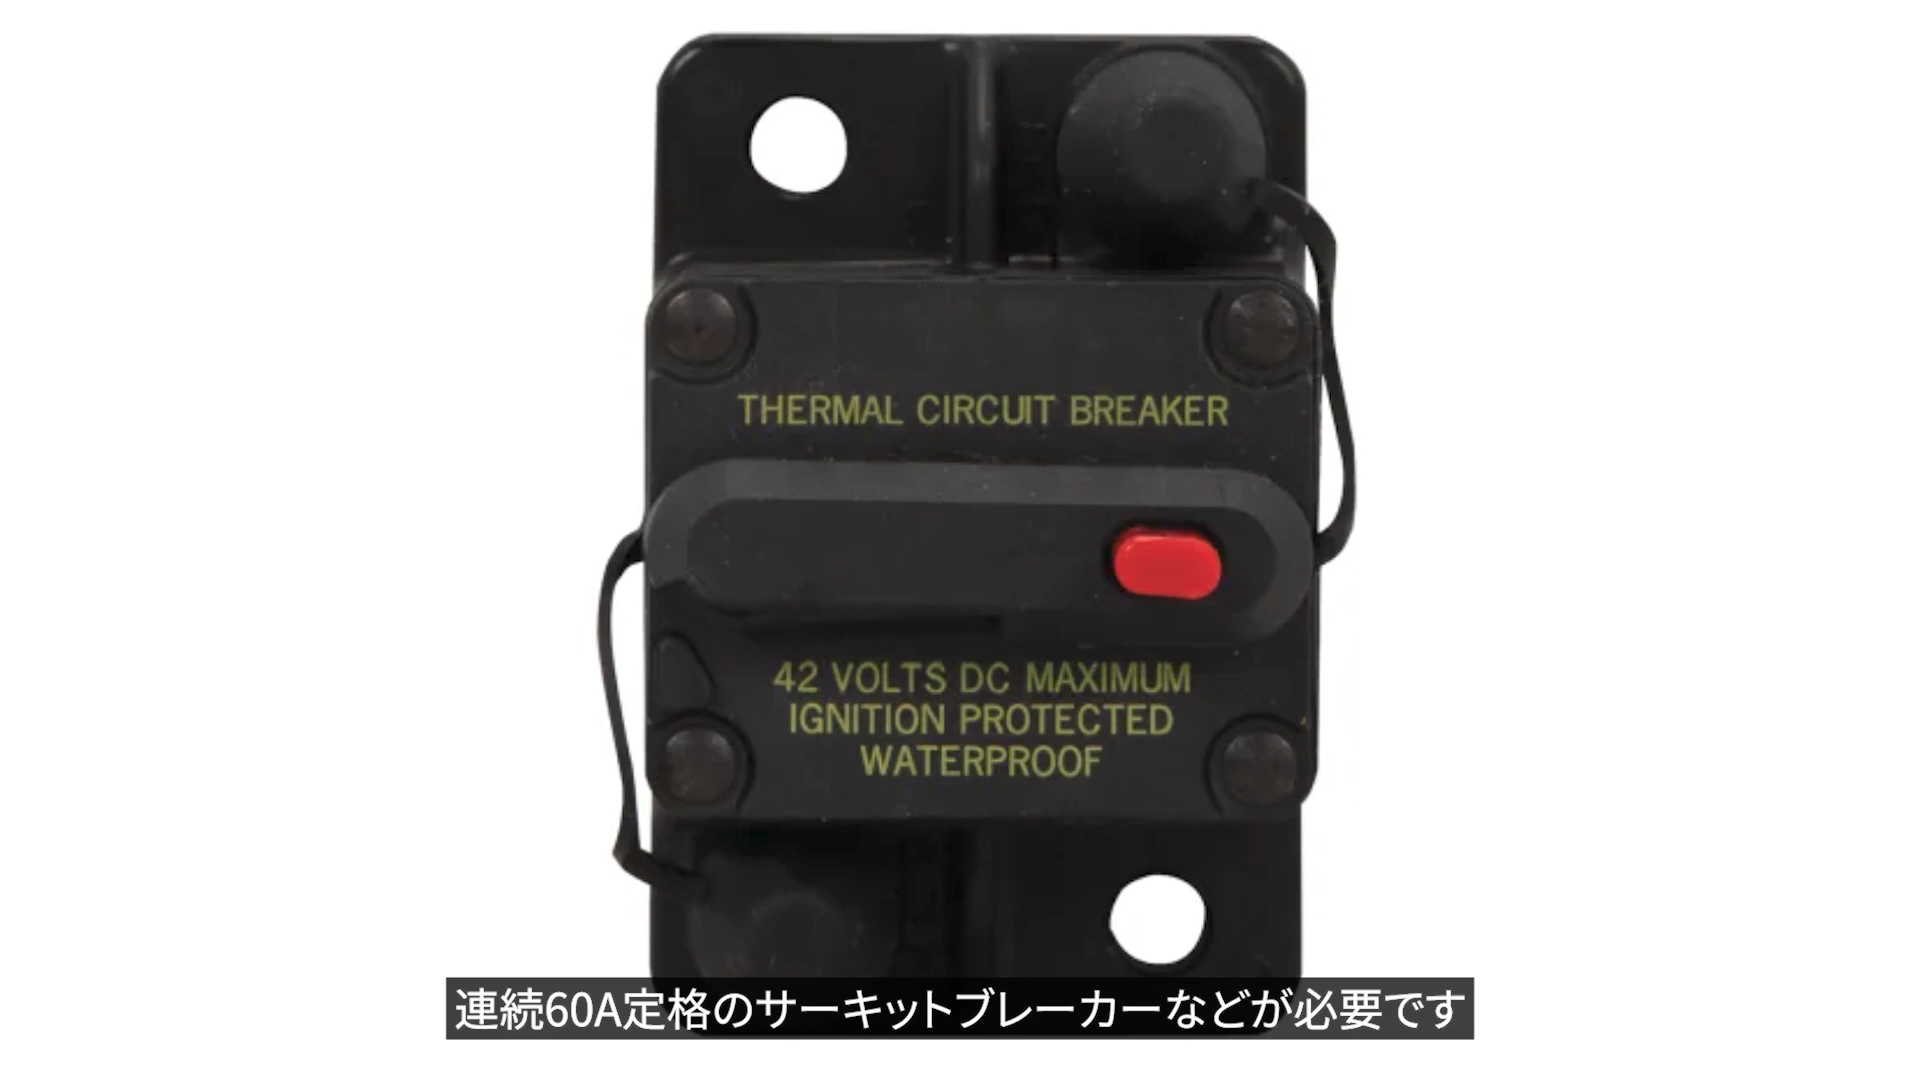 THERMAL CIRCUIT BREAKER
42 VOLTS DC MAXIMUM
IGNITION PROTECTED
WATERPROOF
連続60A定格のサーキットブレーカーなどが必要です